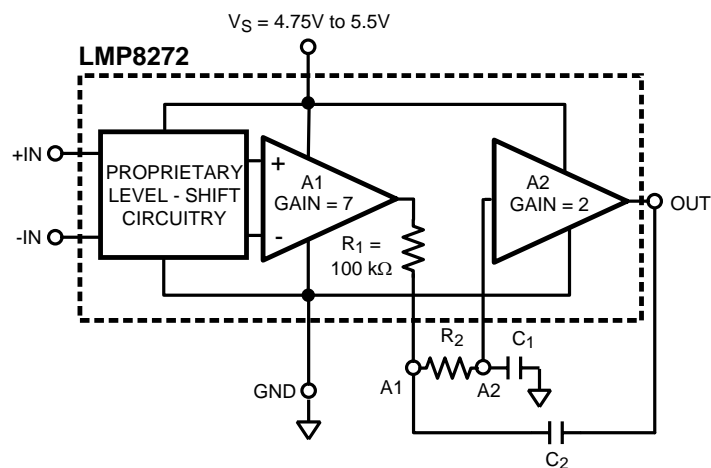 V_S = 4.75V to 5.5V
LMP8272
+IN
-IN
PROPRIETARY
LEVEL - SHIFT
CIRCUITRY
+
-
A1
GAIN = 7
A2
GAIN = 2
OUT
R_1 =
100 kΩ
R_2
C_1
A1
A2
GND
C_2